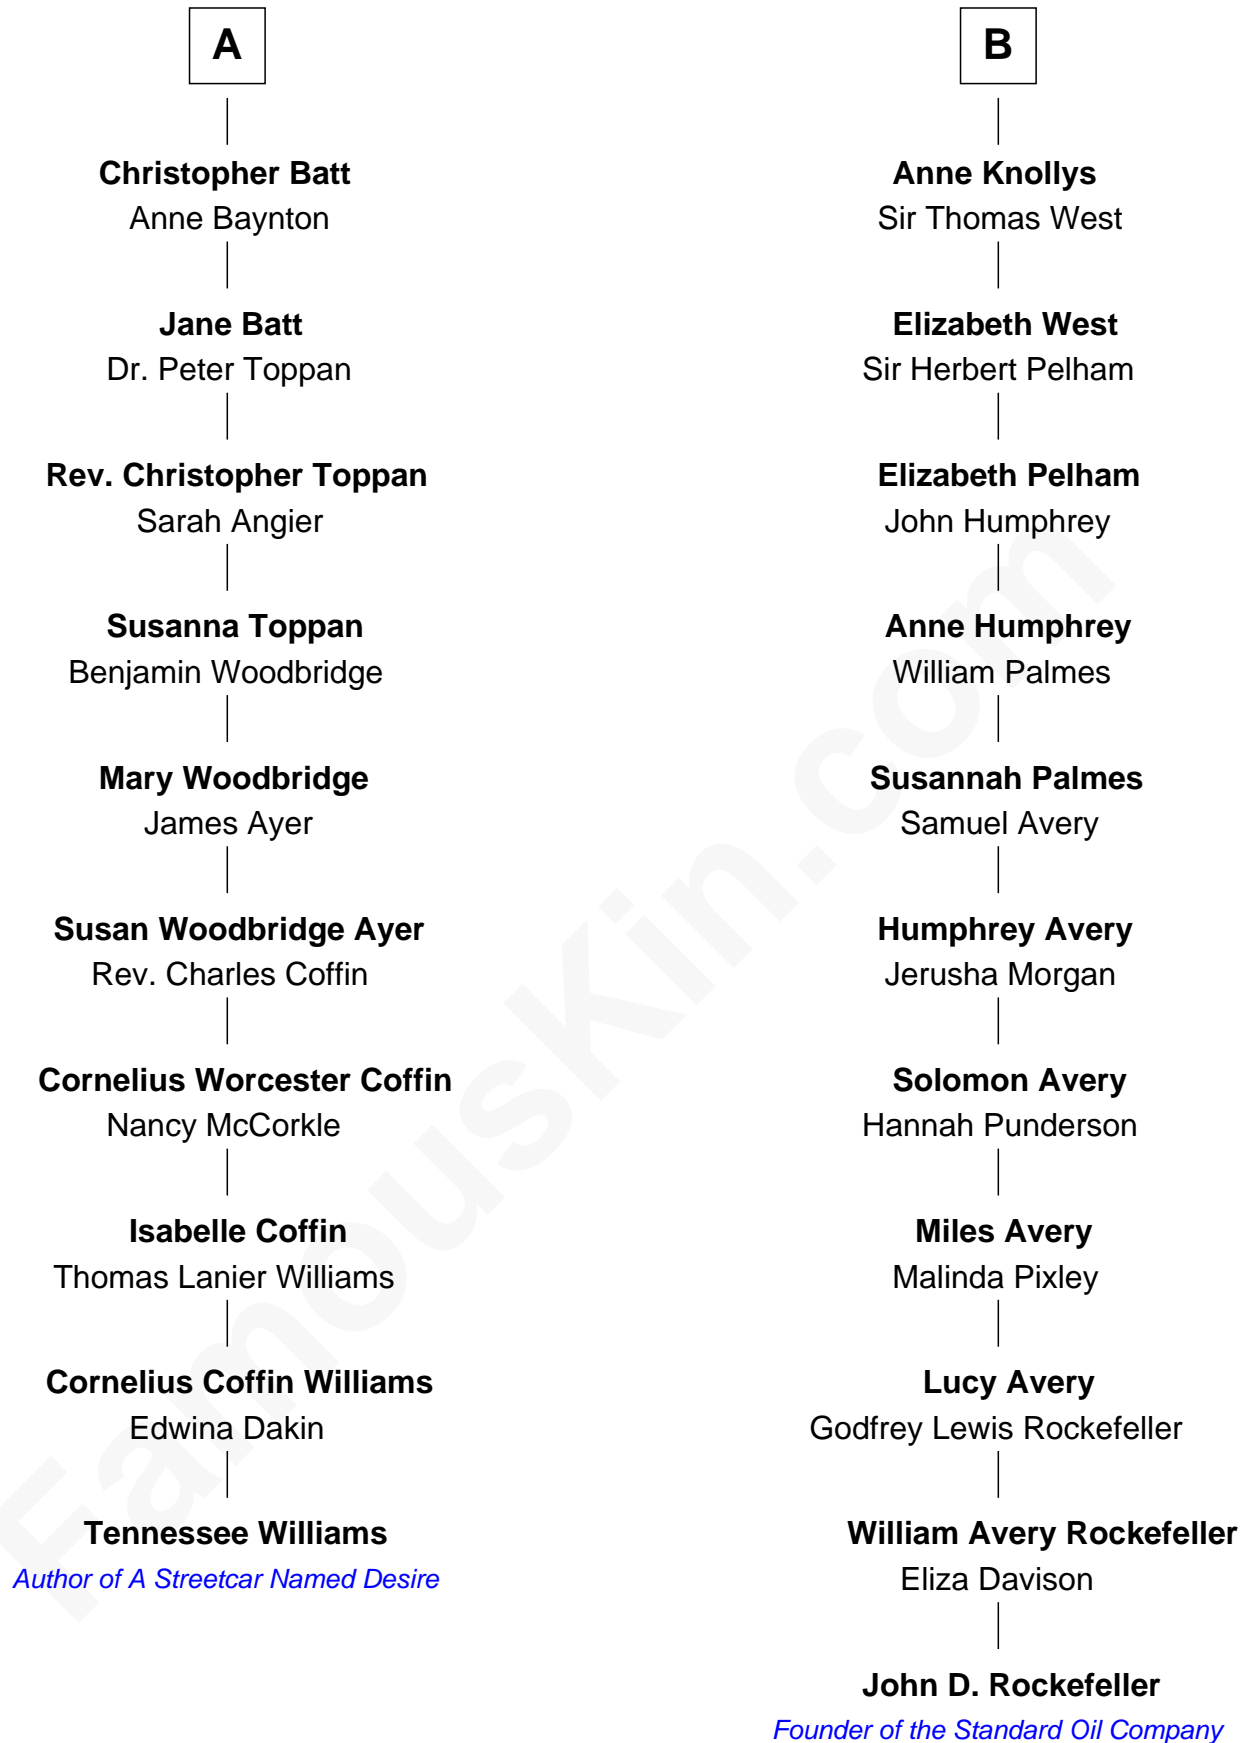 A
Christopher Batt
Anne Baynton
Jane Batt
Dr. Peter Toppan
Rev. Christopher Toppan
Sarah Angier
Susanna Toppan
Benjamin Woodbridge
Mary Woodbridge
James Ayer
Susan Woodbridge Ayer
Rev. Charles Coffin
Cornelius Worcester Coffin
Nancy McCorkle
Isabelle Coffin
Thomas Lanier Williams
Cornelius Coffin Williams
Edwina Dakin
Tennessee Williams
Author of A Streetcar Named Desire
B
Anne Knollys
Sir Thomas West
Elizabeth West
Sir Herbert Pelham
Elizabeth Pelham
John Humphrey
Anne Humphrey
William Palmes
Susannah Palmes
Samuel Avery
Humphrey Avery
Jerusha Morgan
Solomon Avery
Hannah Punderson
Miles Avery
Malinda Pixley
Lucy Avery
Godfrey Lewis Rockefeller
William Avery Rockefeller
Eliza Davison
John D. Rockefeller
Founder of the Standard Oil Company
FamousKin.com